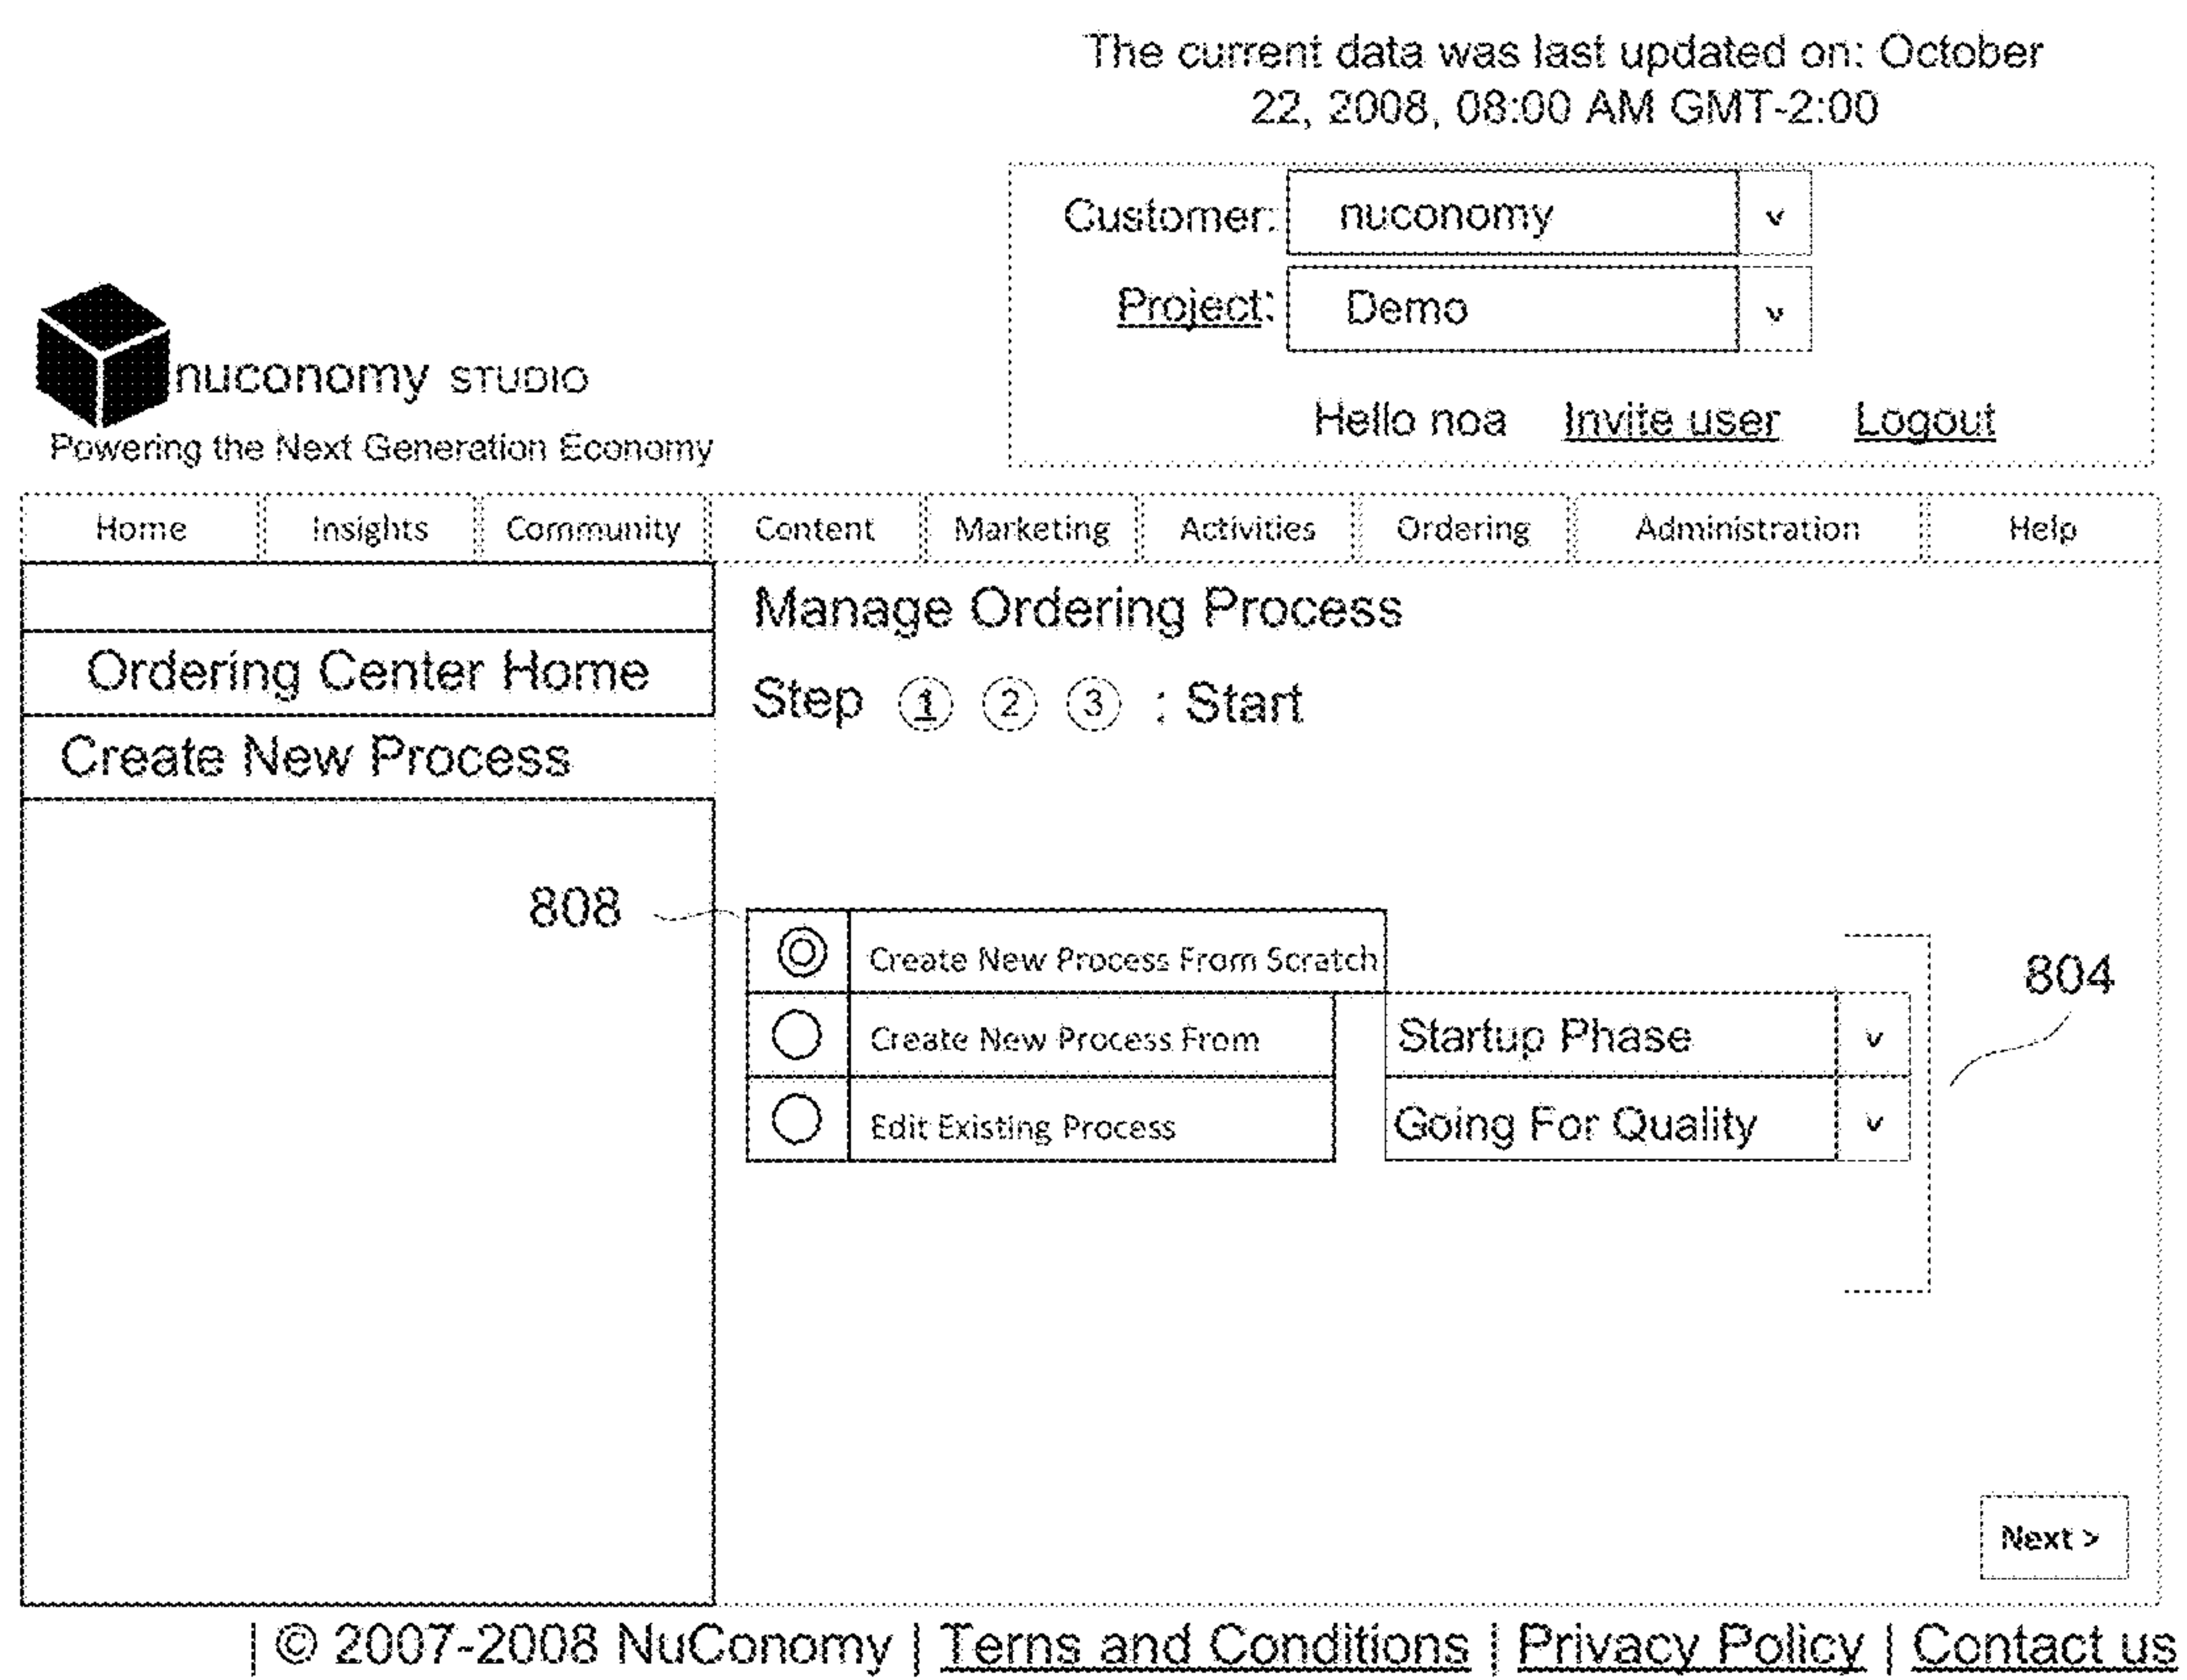 The current data was last updated on: October
22, 2008, 08:00 AM GMT-2:00
Customer: nuconomy v
Project: Demo v
Hello noa Invite user Logout
nuconomy STUDIO
Powering the Next Generation Economy
Home Insights Community Content Marketing Activities Ordering Administration Help
Ordering Center Home
Create New Process
Manage Ordering Process
Step 1 2 3 : Start
808
Create New Process From Scratch
804
Create New Process From Startup Phase v
Edit Existing Process Going For Quality v
Next >
| © 2007-2008 NuConomy | Terns and Conditions | Privacy Policy | Contact us